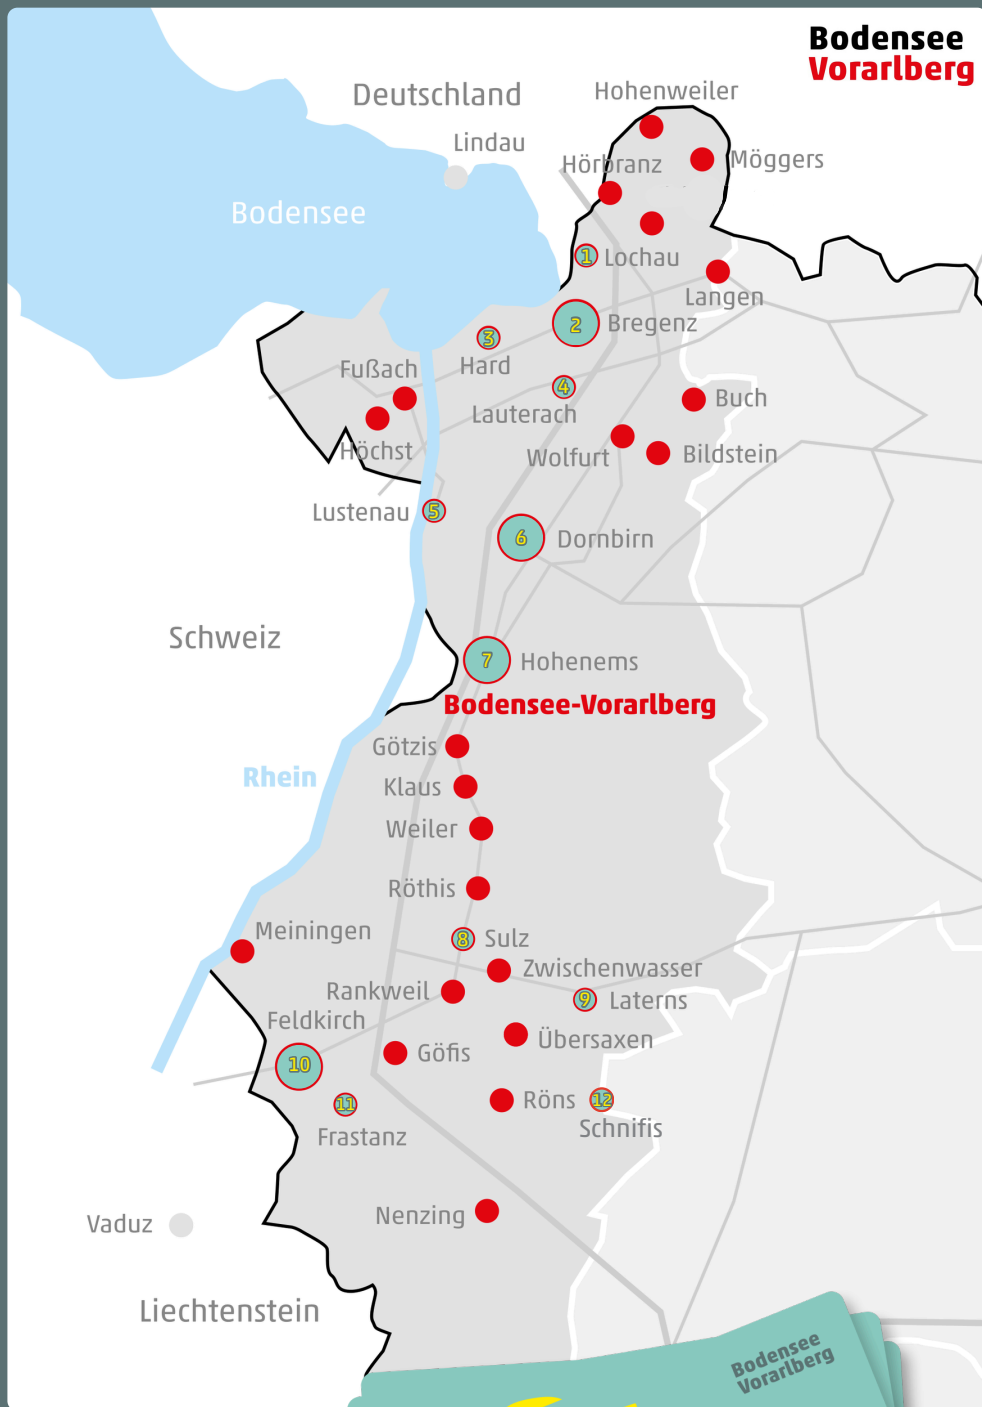 Bodensee
Vorarlberg
Deutschland
Hohenweiler
Lindau
Hörbranz
Möggers
Bodensee
1 Lochau
Langen
2 Bregenz
3
Hard
Fußach
4
Lauterach
Buch
Höchst
Wolfurt
Bildstein
Lustenau 5
6 Dornbirn
Schweiz
7 Hohenems
Bodensee-Vorarlberg
Götzis
Rhein
Klaus
Weiler
Röthis
Meiningen
8 Sulz
Zwischenwasser
Rankweil
9 Laterns
Feldkirch
Übersaxen
Göfis
10
11
Röns
12
Schnifis
Frastanz
Nenzing
Vaduz
Liechtenstein
Bodensee
Vorarlberg